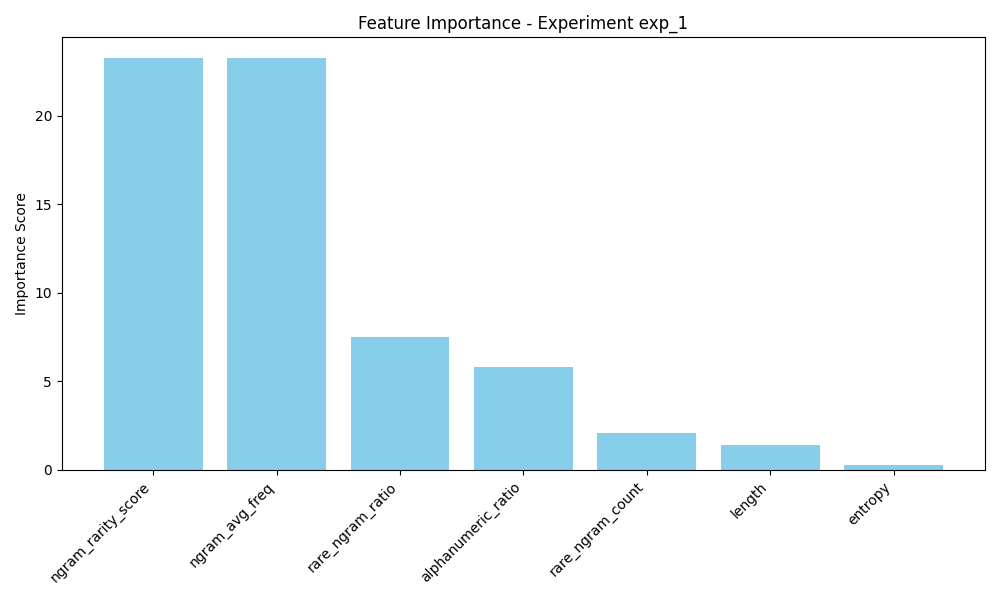 Feature Importance - Experiment exp_1
Importance Score
20
15
10
5
0
ngram_rarity_score
ngram_avg_freq
rare_ngram_ratio
alphanumeric_ratio
rare_ngram_count
length
entropy